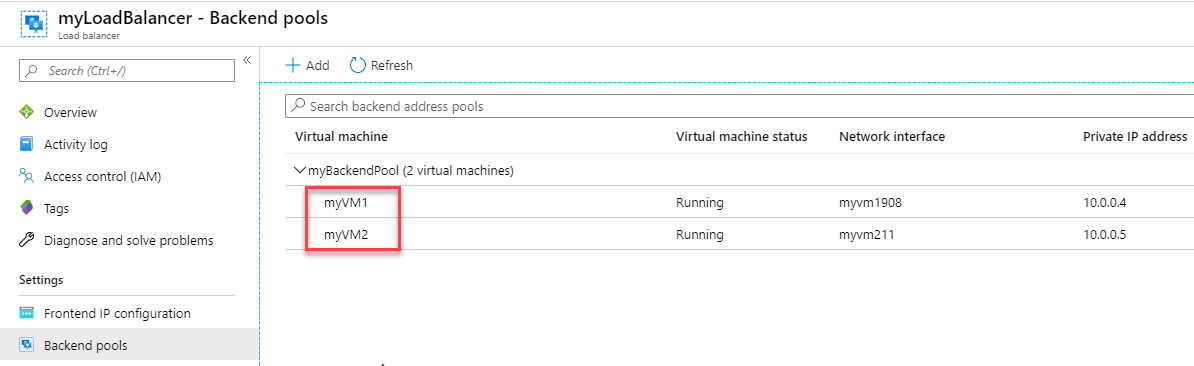 myLoadBalancer - Backend pools
Load balancer
Search (Ctrl+/)
«
Overview
Activity log
Access control (IAM)
Tags
Diagnose and solve problems
Settings
Frontend IP configuration
Backend pools
Add Refresh
Search backend address pools
Virtual machine Virtual machine status Network interface Private IP address
myBackendPool (2 virtual machines)
myVM1 Running myvm1908 10.0.0.4
myVM2 Running myvm211 10.0.0.5